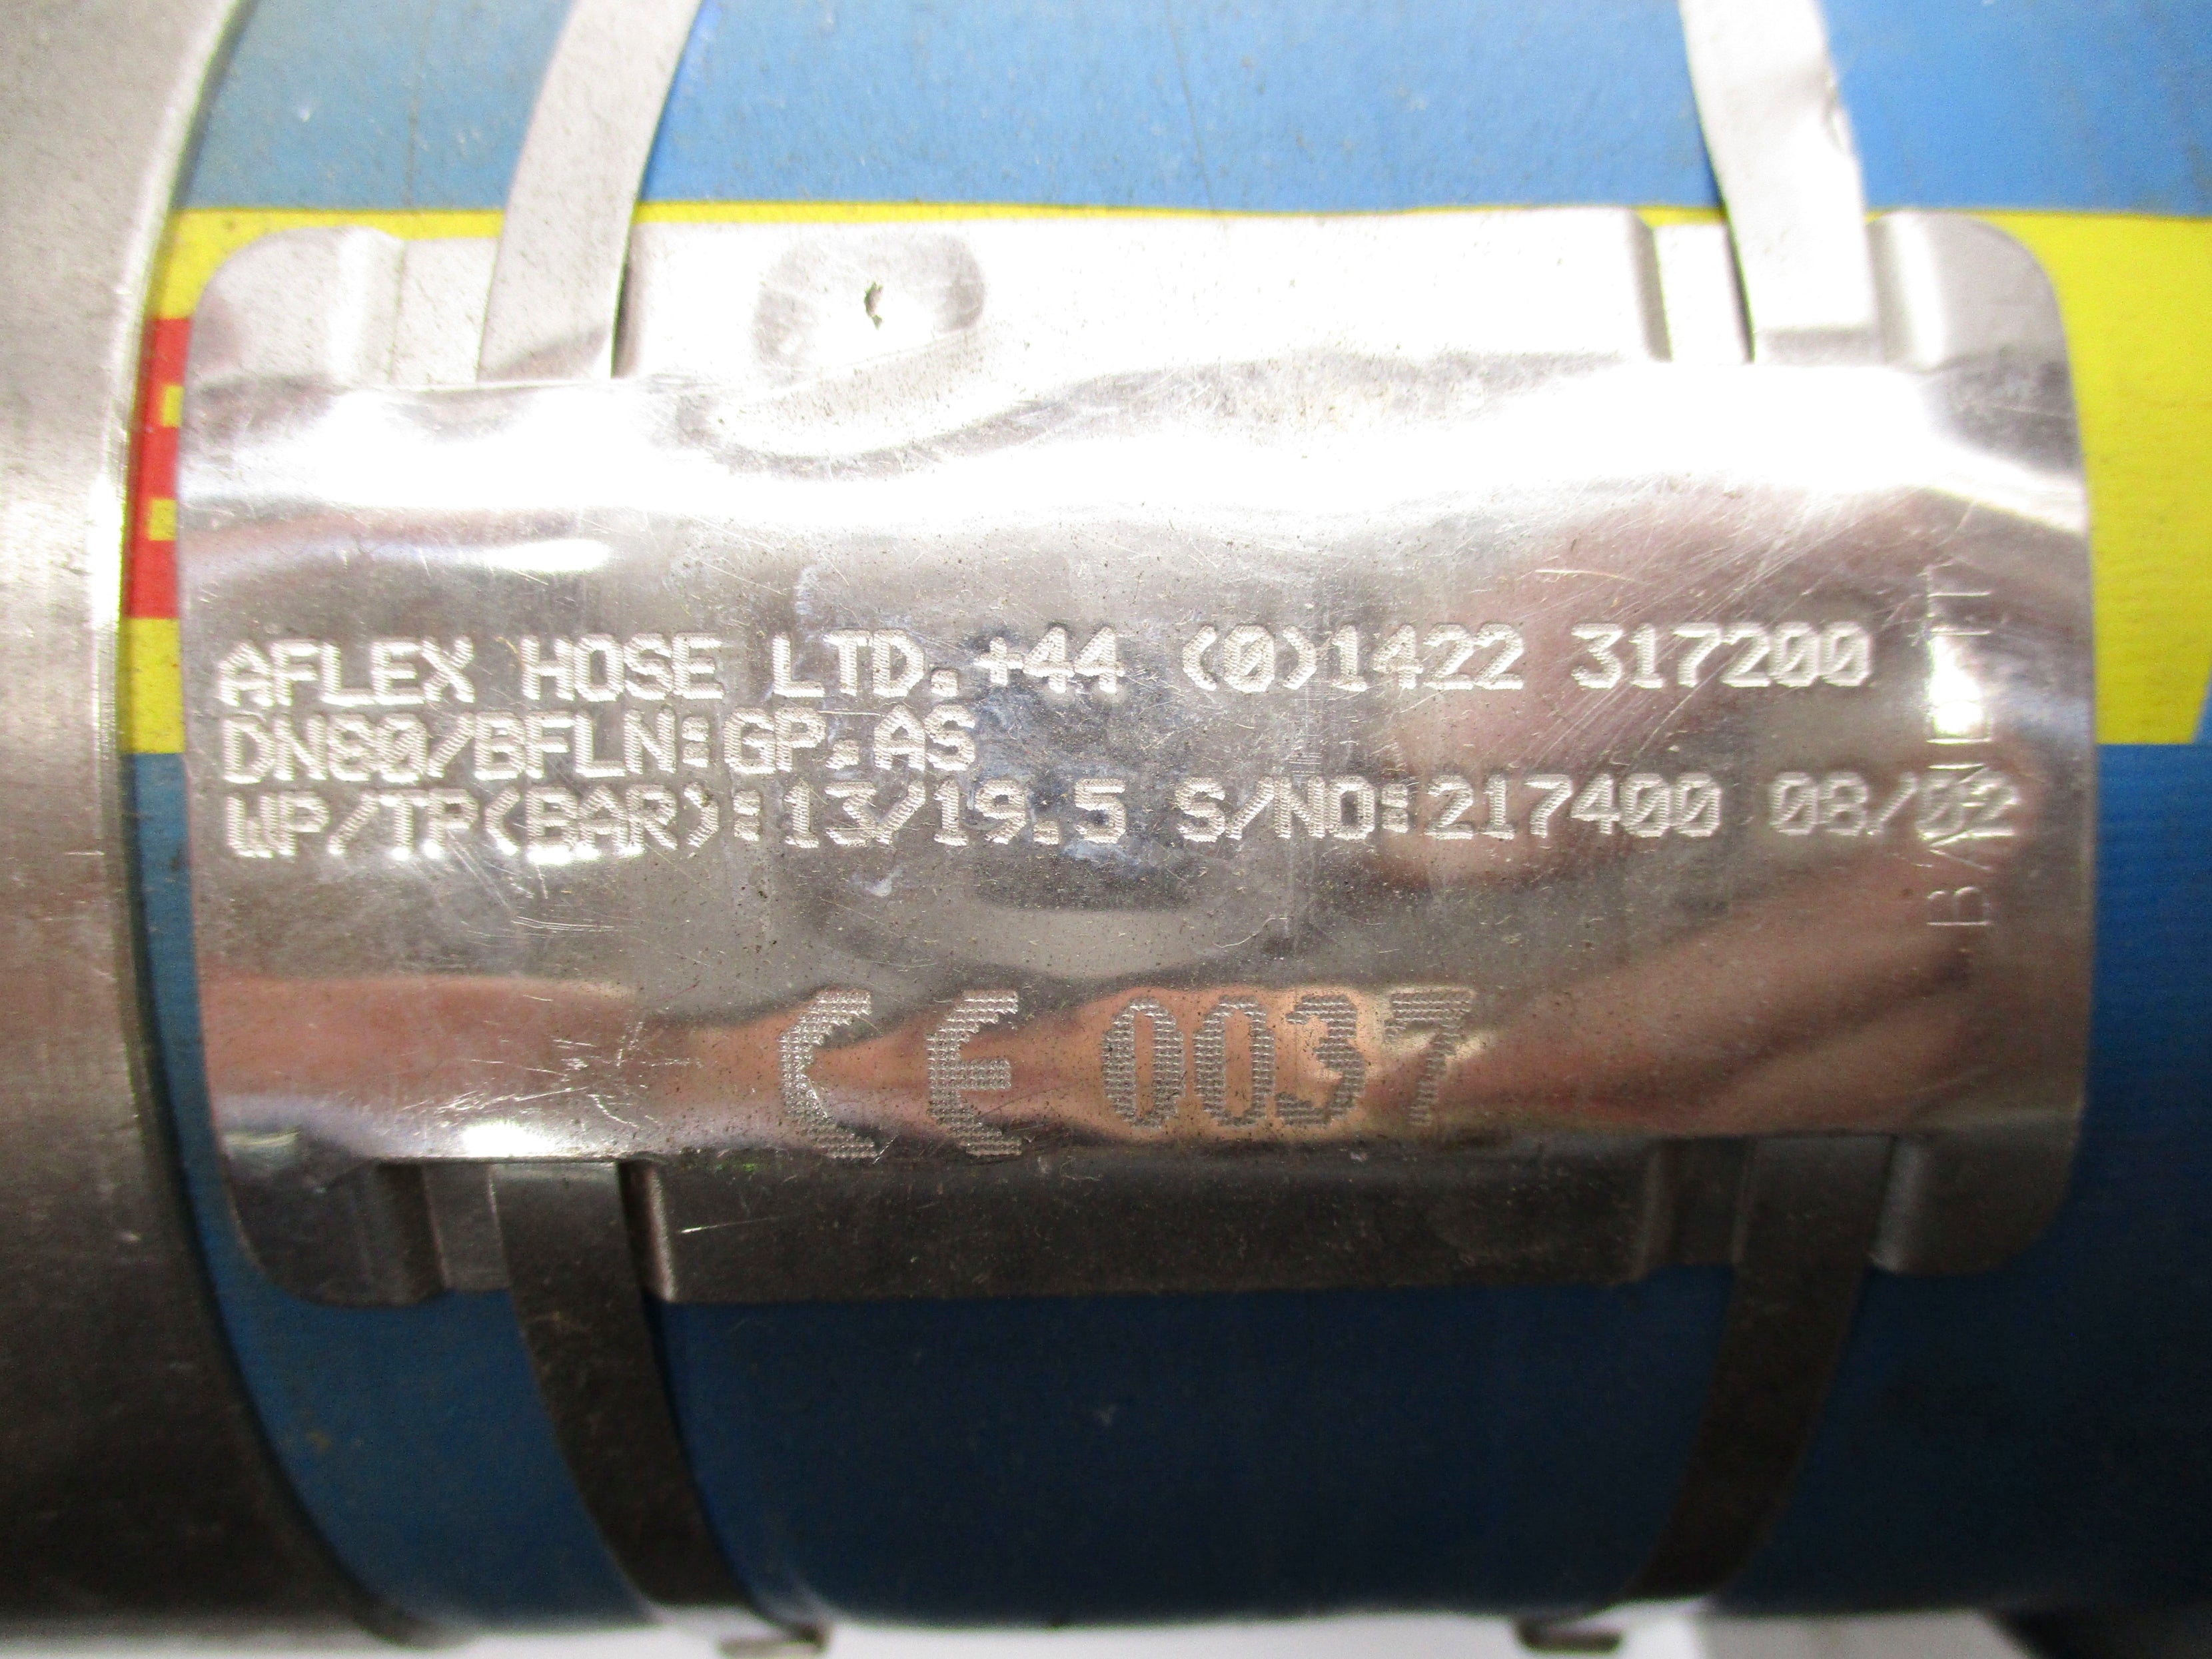 AFLEX HOSE LTD.+44 (0)1422 317200
DN80/BFLN:GP.AS
WP/TP(BAR):13/19.5 S/NO:217400 08/02
CE 0037